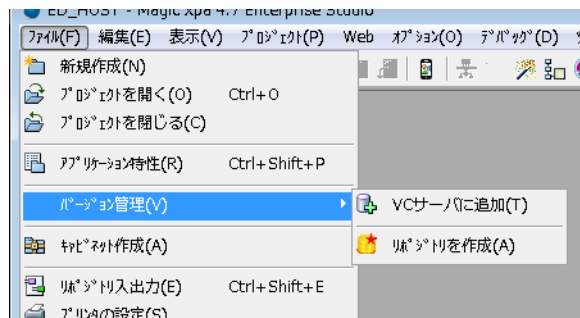 ED_HOST - Magic xpa 4.7 Enterprise Studio
ﾌｧｲﾙ(F) 編集(E) 表示(V) ﾌﾟﾛｼﾞｪｸﾄ(P) Web ｵﾌﾟｼｮﾝ(O) ﾃﾞﾊﾞｯｸﾞ(D)
新規作成(N)
ﾌﾟﾛｼﾞｪｸﾄを開く(O) Ctrl+O
ﾌﾟﾛｼﾞｪｸﾄを閉じる(C)
ｱﾌﾟﾘｹｰｼｮﾝ特性(R) Ctrl+Shift+P
ﾊﾞｰｼﾞｮﾝ管理(V)
VCサーバに追加(T)
ｷｬﾋﾞﾈｯﾄ作成(A)
ﾘﾎﾟｼﾞﾄﾘを作成(A)
ﾘﾎﾟｼﾞﾄﾘ入出力(E) Ctrl+Shift+E
ﾌﾟﾘﾝﾀの設定(S)